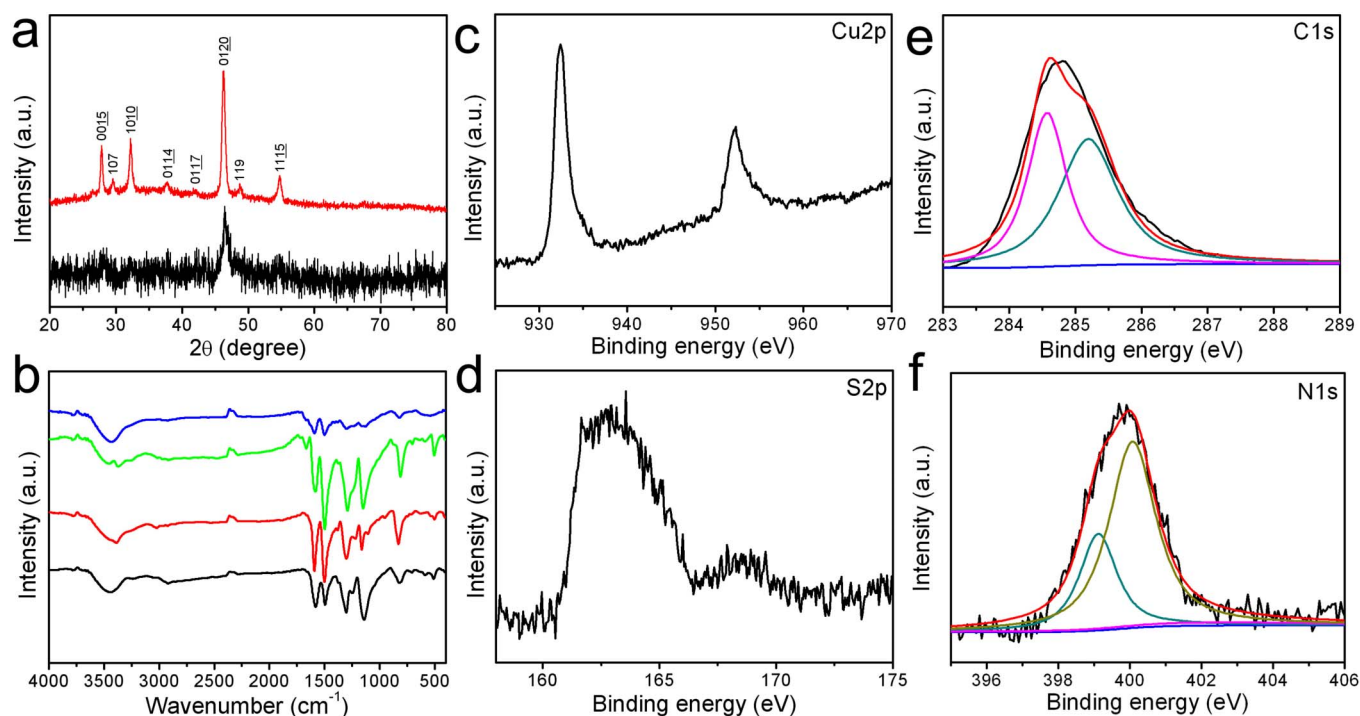 a
Intensity (a.u.)
0015
107
1010
0114
0117
0120
119
1115
20 30 40 50 60 70 80
2θ (degree)
b
Intensity (a.u.)
4000 3500 3000 2500 2000 1500 1000 500
Wavenumber (cm⁻¹)
c
Cu2p
Intensity (a.u.)
930 940 950 960 970
Binding energy (eV)
d
S2p
Intensity (a.u.)
160 165 170 175
Binding energy (eV)
e
C1s
Intensity (a.u.)
283 284 285 286 287 288 289
Binding energy (eV)
f
N1s
Intensity (a.u.)
396 398 400 402 404 406
Binding energy (eV)